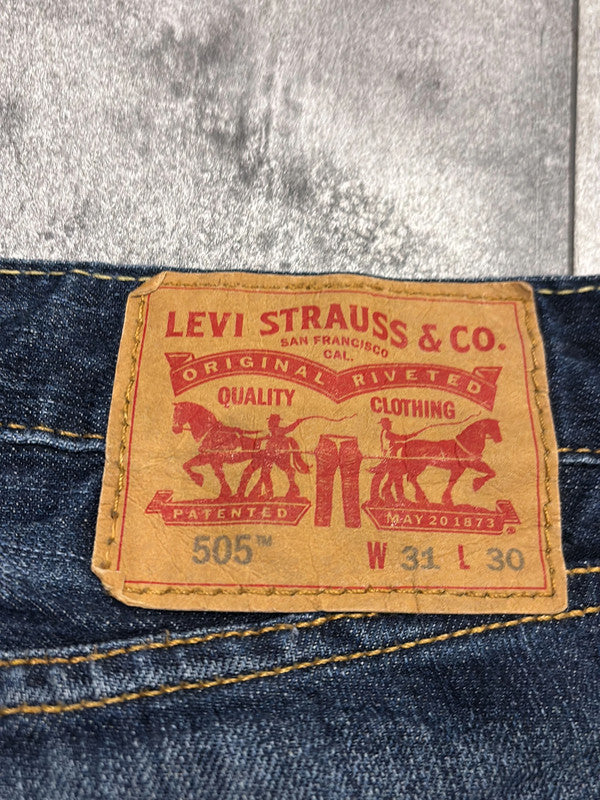 LEVI STRAUSS & CO.
SAN FRANCISCO
CAL.
ORIGINAL RIVETED
QUALITY CLOTHING
PATENTED MAY 20 1873
505™ W 31 L 30